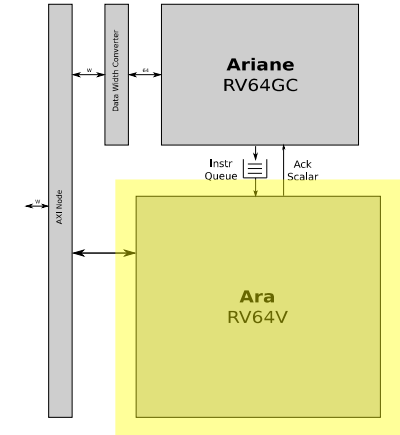 Ariane
RV64GC
Data Width Converter
W
64
Instr
Queue
Ack
Scalar
AXI Node
W
Ara
RV64V